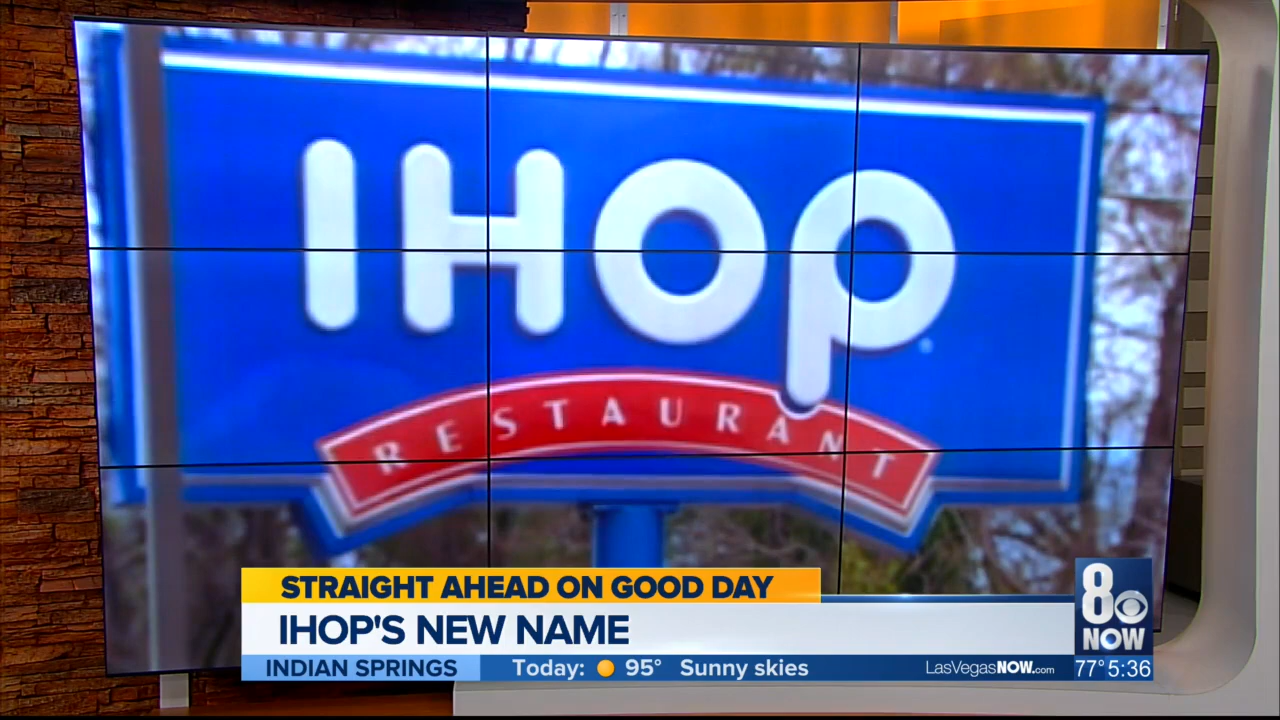 IHOP
RESTAURANT
STRAIGHT AHEAD ON GOOD DAY
IHOP'S NEW NAME
INDIAN SPRINGS Today: 95° Sunny skies LasVegasNOW.com 77° 5:36
8
NOW